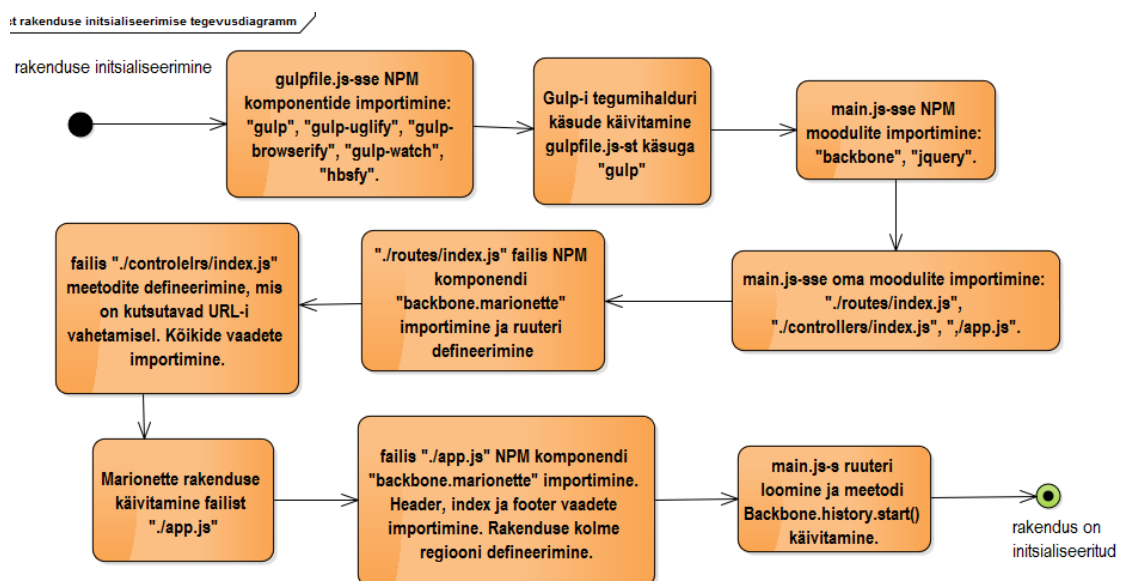 et rakenduse initsialiseerimise tegevusdiagramm
rakenduse initsialiseerimine
gulpfile.js-sse NPM
komponentide importimine:
"gulp", "gulp-uglify", "gulp-
browserify", "gulp-watch",
"hbsfy".
Gulp-i tegumihalduri
käsude käivitamine
gulpfile.js-st käsuga
"gulp"
main.js-sse NPM
moodulite importimine:
"backbone", "jquery".
main.js-sse oma moodulite importimine:
"./routes/index.js",
"./controllers/index.js", ",/app.js".
"./routes/index.js" failis NPM
komponendi
"backbone.marionette"
importimine ja ruuteri
defineerimine
failis "./controlelrs/index.js"
meetodite defineerimine, mis
on kutsutavad URL-i
vahetamisel. Kõikide vaadete
importimine.
Marionette rakenduse
käivitamine failist
"./app.js"
failis "./app.js" NPM komponendi
"backbone.marionette" importimine.
Header, index ja footer vaadete
importimine. Rakenduse kolme
regiooni defineerimine.
main.js-s ruuteri
loomine ja meetodi
Backbone.history.start()
käivitamine.
rakendus on
initsialiseeritud